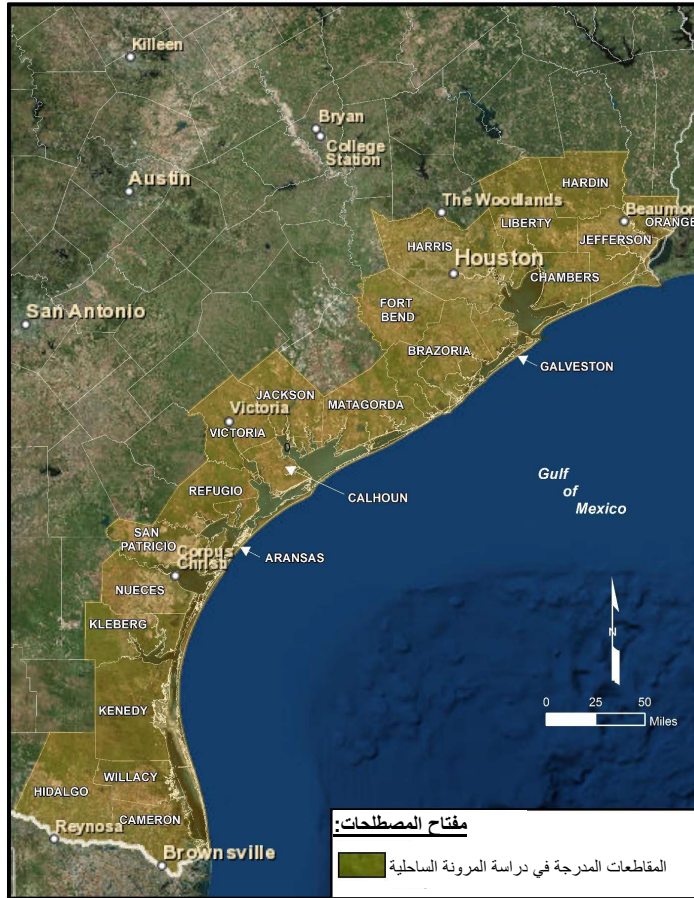 Killeen
Bryan
College
Station
Austin
HARDIN
The Woodlands
LIBERTY
Beaumon
ORANGE
HARRIS
JEFFERSON
Houston
CHAMBERS
San Antonio
FORT
BEND
BRAZORIA
GALVESTON
JACKSON
MATAGORDA
Victoria
VICTORIA
Gulf
of
Mexico
REFUGIO
CALHOUN
SAN
PATRICIO
Corpus
Christi
ARANSAS
NUECES
KLEBERG
N
KENEDY
0 25 50
Miles
WILLACY
HIDALGO
CAMERON
Reynosa
Brownsville
مفتاح المصطلحات:
المقاطعات المدرجة في دراسة المرونة الساحلية